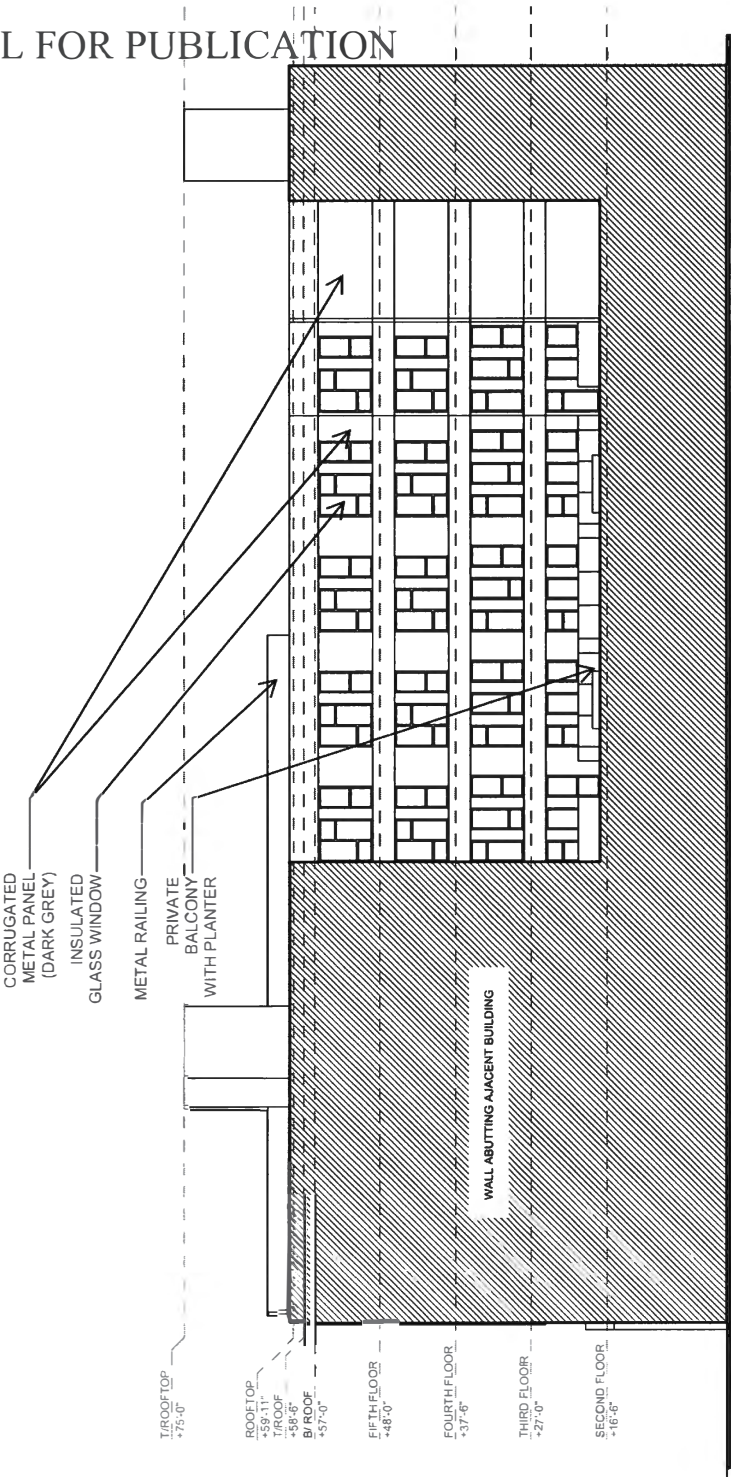 L FOR PUBLICATION
CORRUGATED
METAL PANEL
(DARK GREY)
INSULATED
GLASS WINDOW
METAL RAILING
PRIVATE
BALCONY
WITH PLANTER
WALL ABUTTING AJACENT BUILDING
T/ROOFTOP
+75'-0"
ROOFTOP
+59'-11"
T/ROOF
+58'-6"
B/ ROOF
+57'-0"
FIFTH FLOOR
+48'-0"
FOURTH FLOOR
+37'-6"
THIRD FLOOR
+27'-0"
SECOND FLOOR
+16'-6"